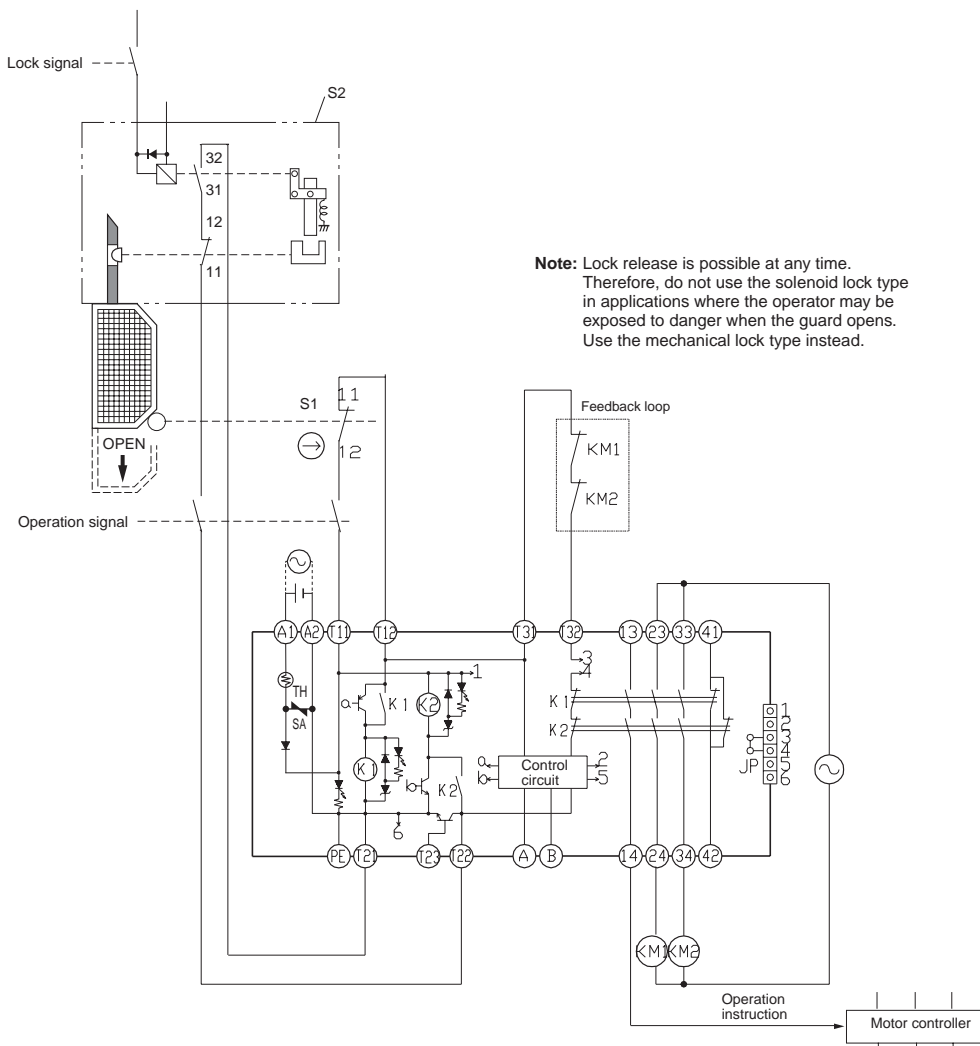 Lock signal
S2
32
31
12
11
Note: Lock release is possible at any time.
Therefore, do not use the solenoid lock type
in applications where the operator may be
exposed to danger when the guard opens.
Use the mechanical lock type instead.
S1
11
12
Feedback loop
KM1
KM2
OPEN
Operation signal
A1 A2 T11 T12 T31 T32 13 23 33 41
1
3
4
TH
SA
a
K1
K2
K1
K2
K1
K2
b
6
a
b
Control
circuit
2
5
JP
1
2
3
4
5
6
PE T21 T23 T22 A B 14 24 34 42
KM1 KM2
Operation
instruction
Motor controller